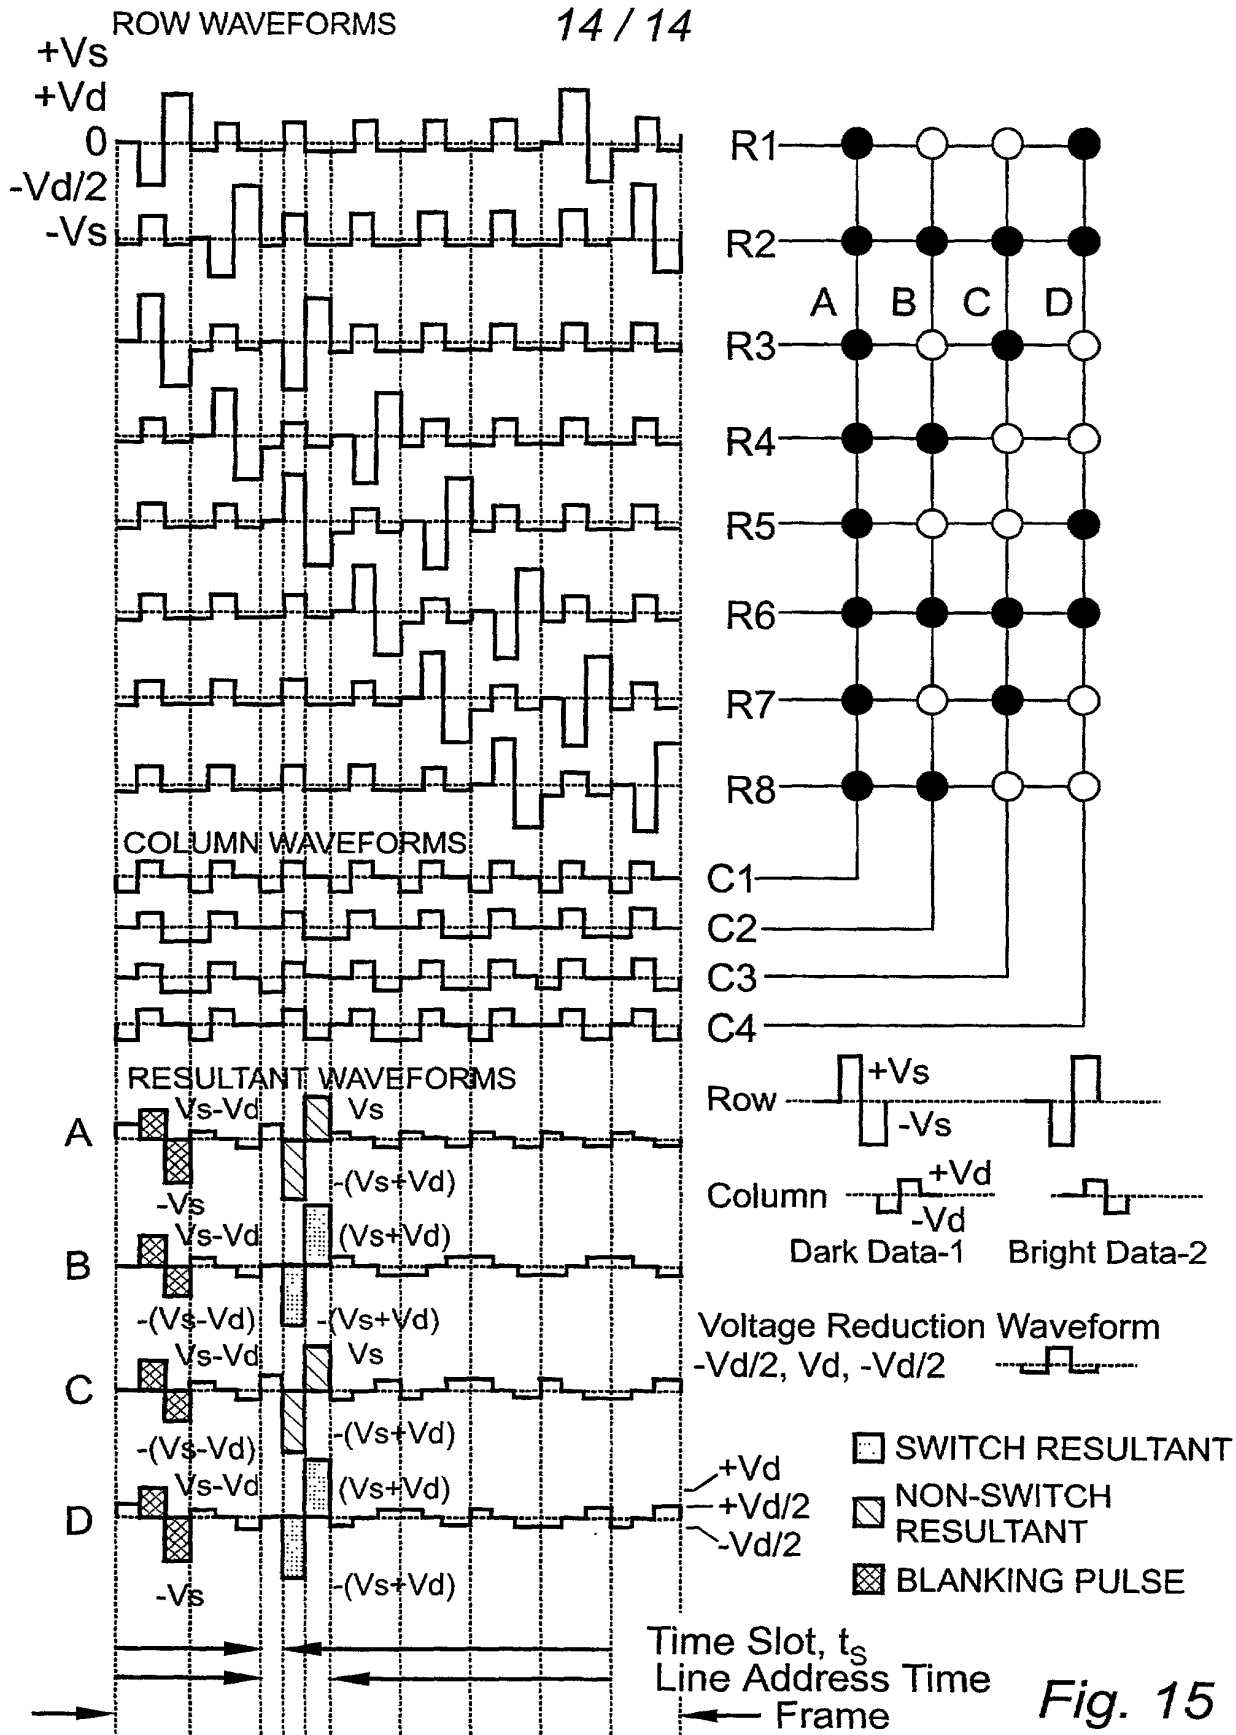 ROW WAVEFORMS
14/14
+Vs
+Vd
0
-Vd/2
-Vs
R1
R2
A B C D
R3
R4
R5
R6
R7
R8
COLUMN WAVEFORMS
C1
C2
C3
C4
RESULTANT WAVEFORMS
A
Vs-Vd
Vs
-Vs
-(Vs+Vd)
B
Vs-Vd
(Vs+Vd)
-(Vs-Vd)
-(Vs+Vd)
C
Vs-Vd
Vs
-(Vs-Vd)
-(Vs+Vd)
D
Vs-Vd
(Vs+Vd)
-Vs
-(Vs+Vd)
+Vd
+Vd/2
-Vd/2
Row
+Vs
-Vs
Column
+Vd
-Vd
Dark Data-1
Bright Data-2
Voltage Reduction Waveform
-Vd/2, Vd, -Vd/2
SWITCH RESULTANT
NON-SWITCH
RESULTANT
BLANKING PULSE
Time Slot, tS
Line Address Time
Frame
Fig. 15